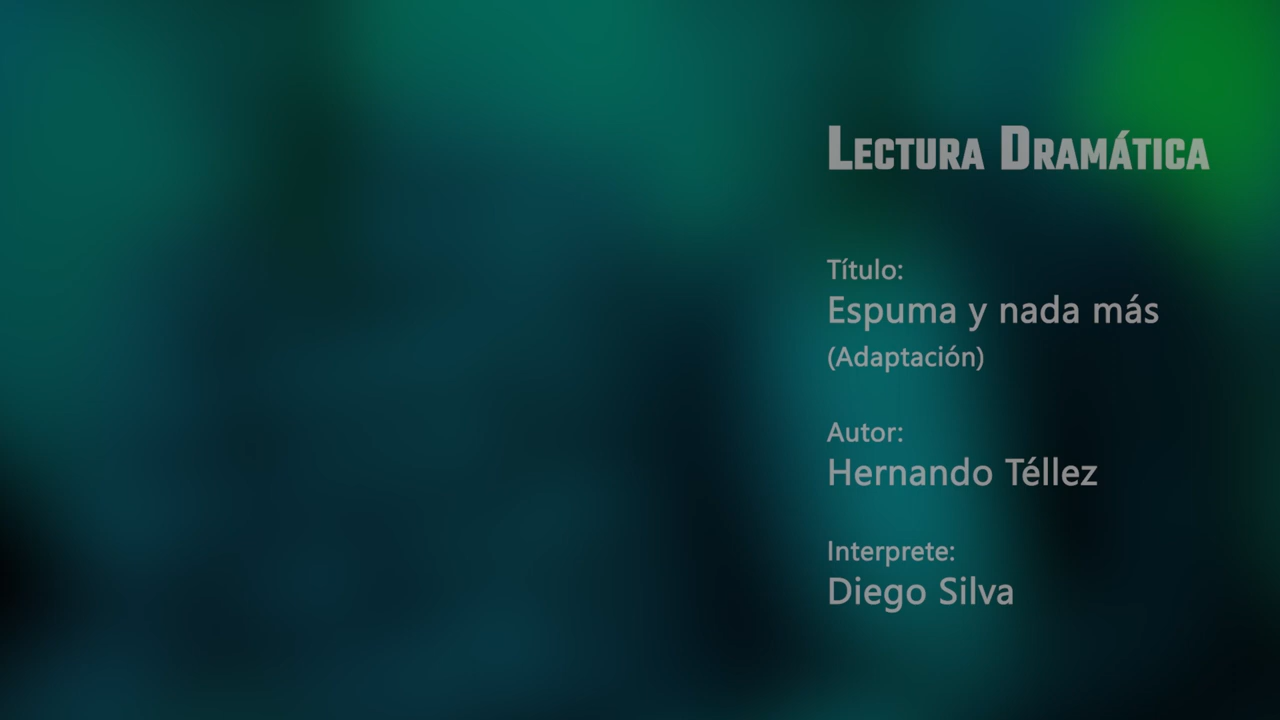 Lectura Dramática
Título:
Espuma y nada más
(Adaptación)
Autor:
Hernando Téllez
Interprete:
Diego Silva